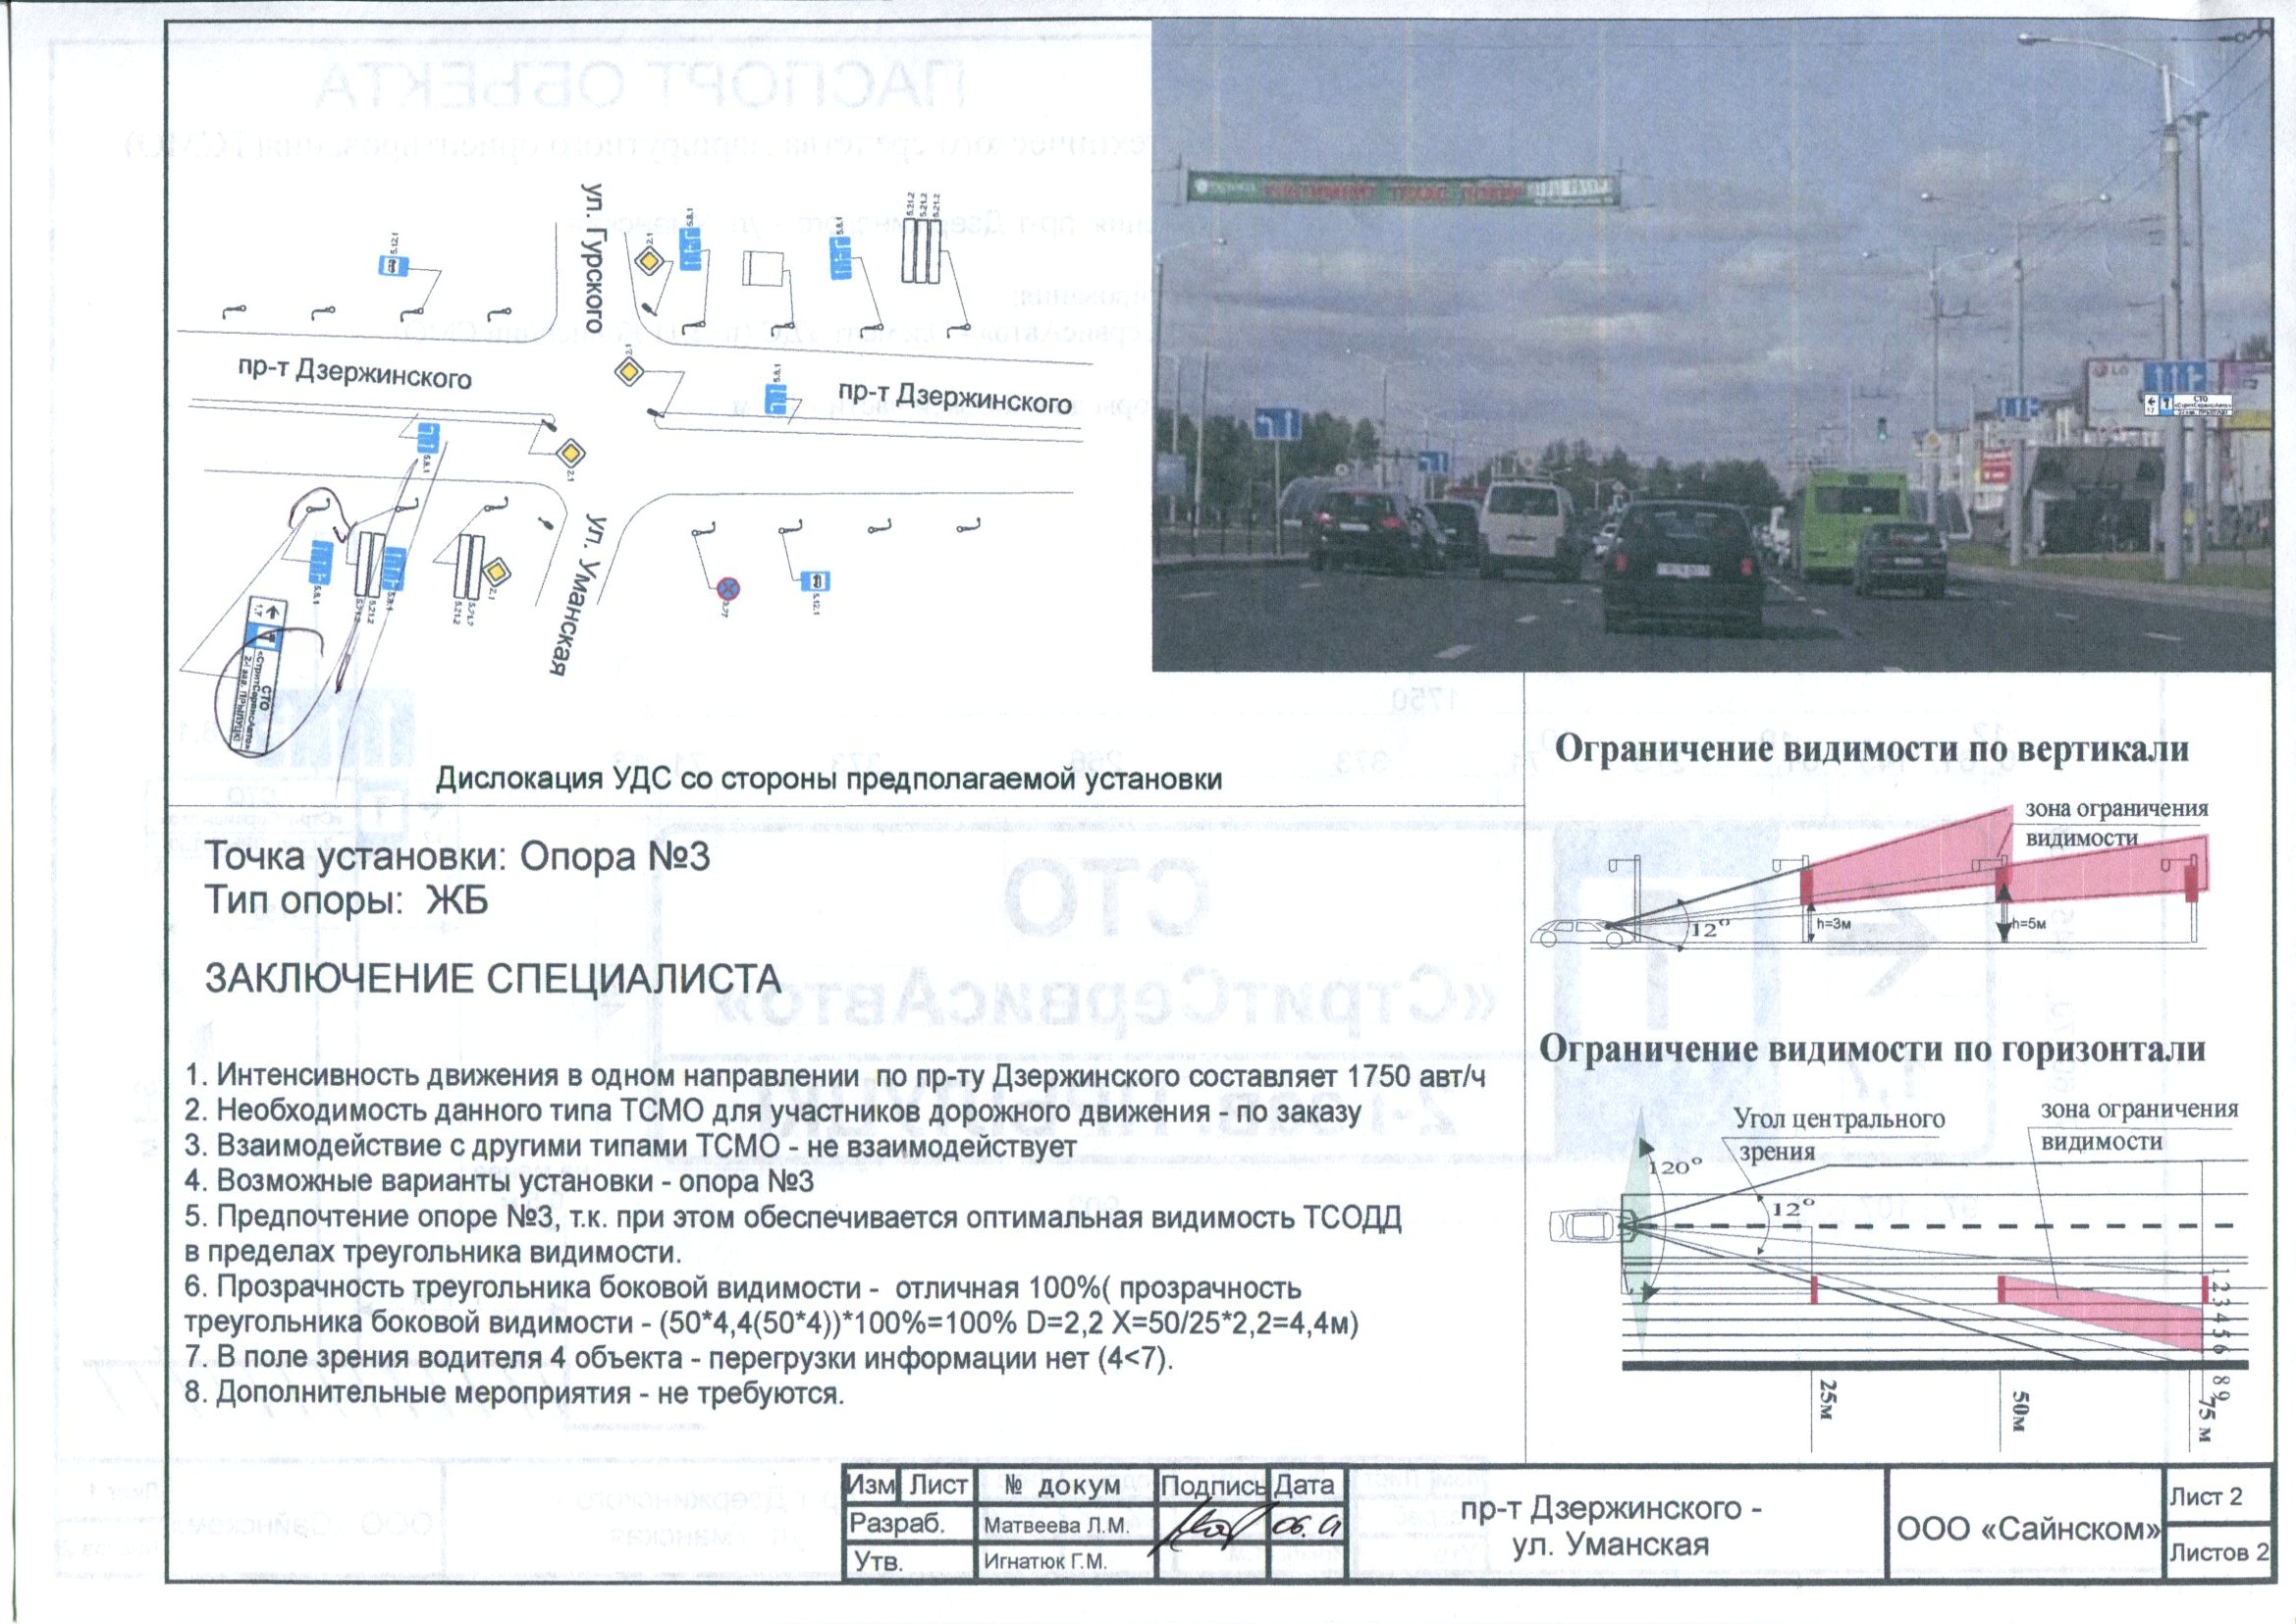 ул. Гурского
5.12.1
2.1
5.8.1
5.8.1
5.21.2
5.21.2
5.21.2
пр-т Дзержинского
2.1
5.8.1
пр-т Дзержинского
5.8.1
2.1
ул. Уманская
5.8.1
5.21.2
5.8.1
5.21.2
2.1
5.12.1
1,7
СТО
«СтритСервисАвто»
2-і зав. ПРЫЛУЦКІ
LG
СТО
Дислокация УДС со стороны предполагаемой установки
Точка установки: Опора №3
Тип опоры: ЖБ
ЗАКЛЮЧЕНИЕ СПЕЦИАЛИСТА
1. Интенсивность движения в одном направлении по пр-ту Дзержинского составляет 1750 авт/ч
2. Необходимость данного типа ТСМО для участников дорожного движения - по заказу
3. Взаимодействие с другими типами ТСМО - не взаимодействует
4. Возможные варианты установки - опора №3
5. Предпочтение опоре №3, т.к. при этом обеспечивается оптимальная видимость ТСОДД
в пределах треугольника видимости.
6. Прозрачность треугольника боковой видимости - отличная 100%( прозрачность
треугольника боковой видимости - (50*4,4(50*4))*100%=100% D=2,2 X=50/25*2,2=4,4м)
7. В поле зрения водителя 4 объекта - перегрузки информации нет (4<7).
8. Дополнительные мероприятия - не требуются.
Ограничение видимости по вертикали
зона ограничения
видимости
12°
h=3м
h=5м
Ограничение видимости по горизонтали
Угол центрального
зрения
зона ограничения
видимости
120°
12°
1 2 3 4 5 6
8 9
25м
50м
75 м
Изм Лист № докум Подпись Дата
Разраб. Матвеева Л.М.
Утв. Игнатюк Г.М.
пр-т Дзержинского -
ул. Уманская
ООО «Сайнском»
Лист 2
Листов 2